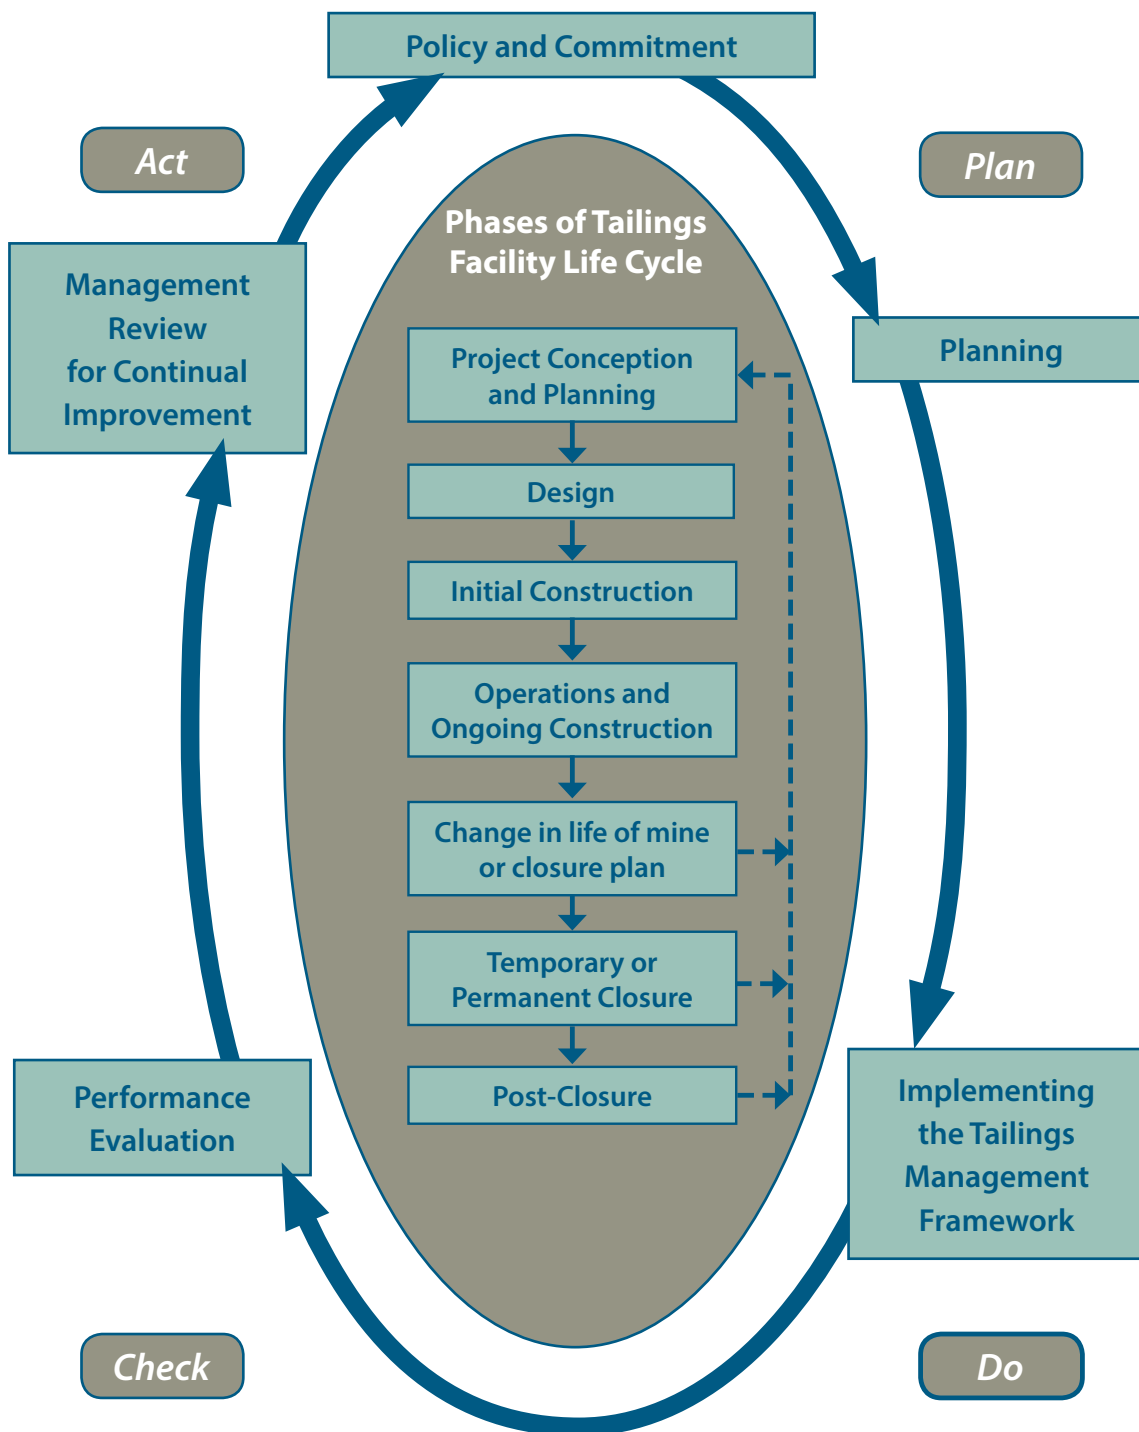 Policy and Commitment
Act
Plan
Phases of Tailings
Facility Life Cycle
Management
Review
for Continual
Improvement
Planning
Project Conception
and Planning
Design
Initial Construction
Operations and
Ongoing Construction
Change in life of mine
or closure plan
Temporary or
Permanent Closure
Post-Closure
Performance
Evaluation
Implementing
the Tailings
Management
Framework
Check
Do